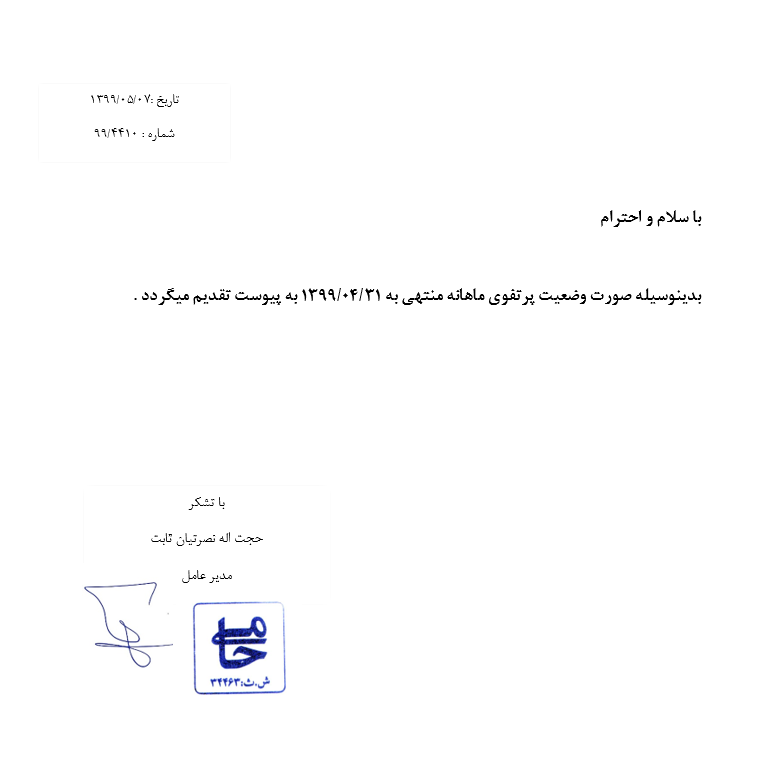 تاریخ :۱۳۹۹/۰۵/۰۷
شماره : ۹۹/۴۴۱۰
با سلام و احترام
بدینوسیله صورت وضعیت پرتفوی ماهانه منتهی به ۱۳۹۹/۰۴/۳۱ به پیوست تقدیم میگردد .
با تشکر
حجت اله نصرتیان ثابت
مدیر عامل
حامی
ش.ث:۳۴۴۶۳